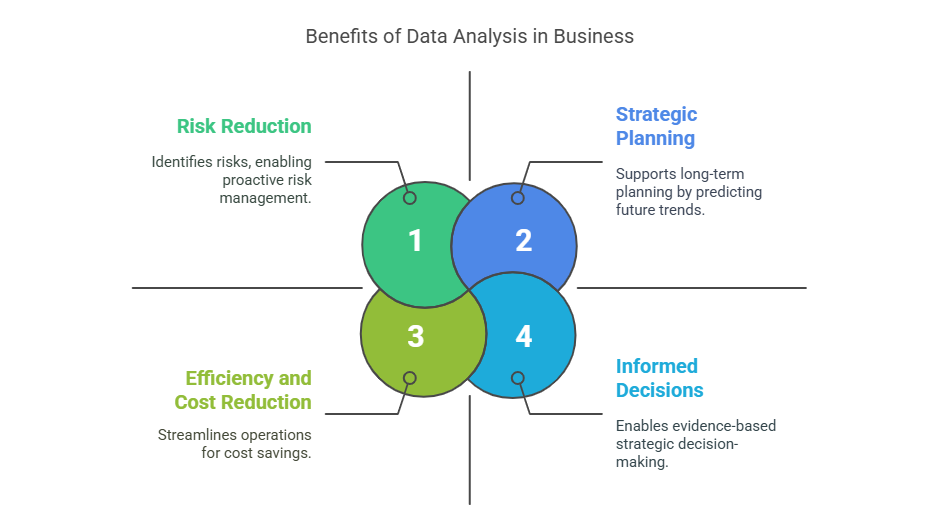 Benefits of Data Analysis in Business
Risk Reduction
Identifies risks, enabling
proactive risk
management.
Strategic
Planning
Supports long-term
planning by predicting
future trends.
1
2
3
4
Efficiency and
Cost Reduction
Streamlines operations
for cost savings.
Informed
Decisions
Enables evidence-based
strategic decision-
making.